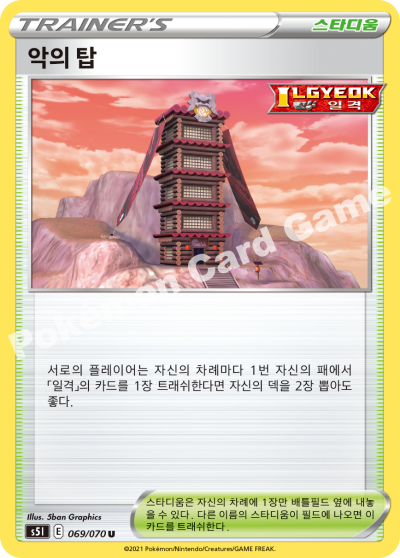 TRAINER'S
스타디움
악의 탑
ILGYEOK
일격
Pokémon Card Game
서로의 플레이어는 자신의 차례마다 1번 자신의 패에서
「일격」의 카드를 1장 트래쉬한다면 자신의 덱을 2장 뽑아도
좋다.
Illus. 5ban Graphics
s5I E 069/070 U
스타디움은 자신의 차례에 1장만 배틀필드 옆에 내놓
을 수 있다. 다른 이름의 스타디움이 필드에 나오면 이
카드를 트래쉬한다.
©2021 Pokémon/Nintendo/Creatures/GAME FREAK.